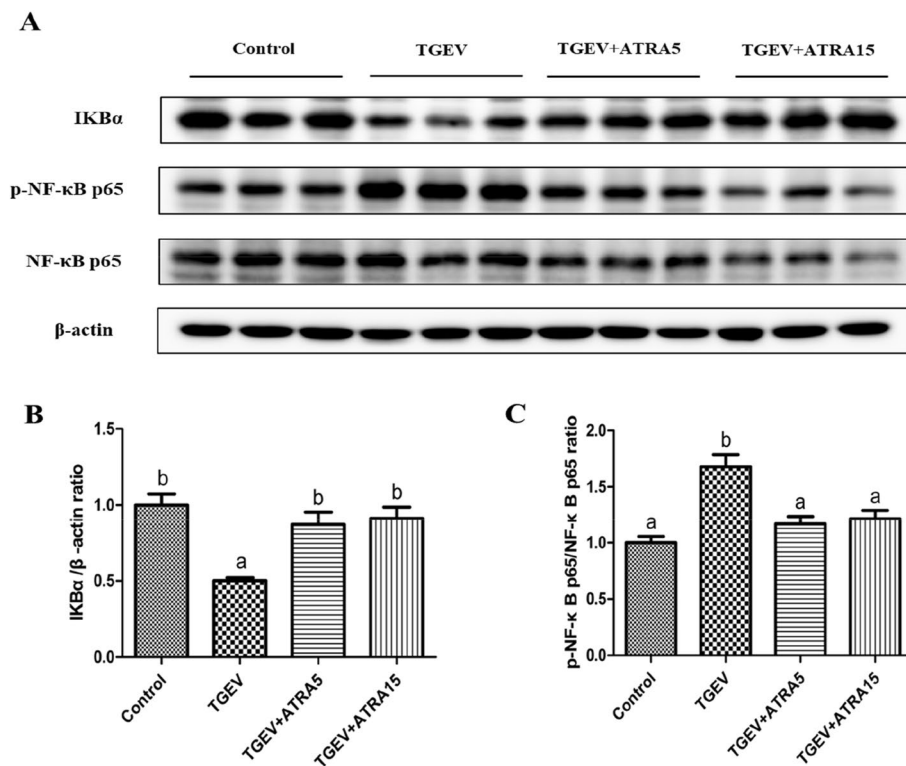 A
Control TGEV TGEV+ATRA5 TGEV+ATRA15
IKBα
p-NF-κB p65
NF-κB p65
β-actin
B
IKBα /β -actin ratio
1.5
1.0
0.5
0.0
b
a
b
b
Control
TGEV
TGEV+ATRA5
TGEV+ATRA15
C
p-NF-κ B p65/NF-κ B p65 ratio
2.0
1.5
1.0
0.5
0.0
a
b
a
a
Control
TGEV
TGEV+ATRA5
TGEV+ATRA15